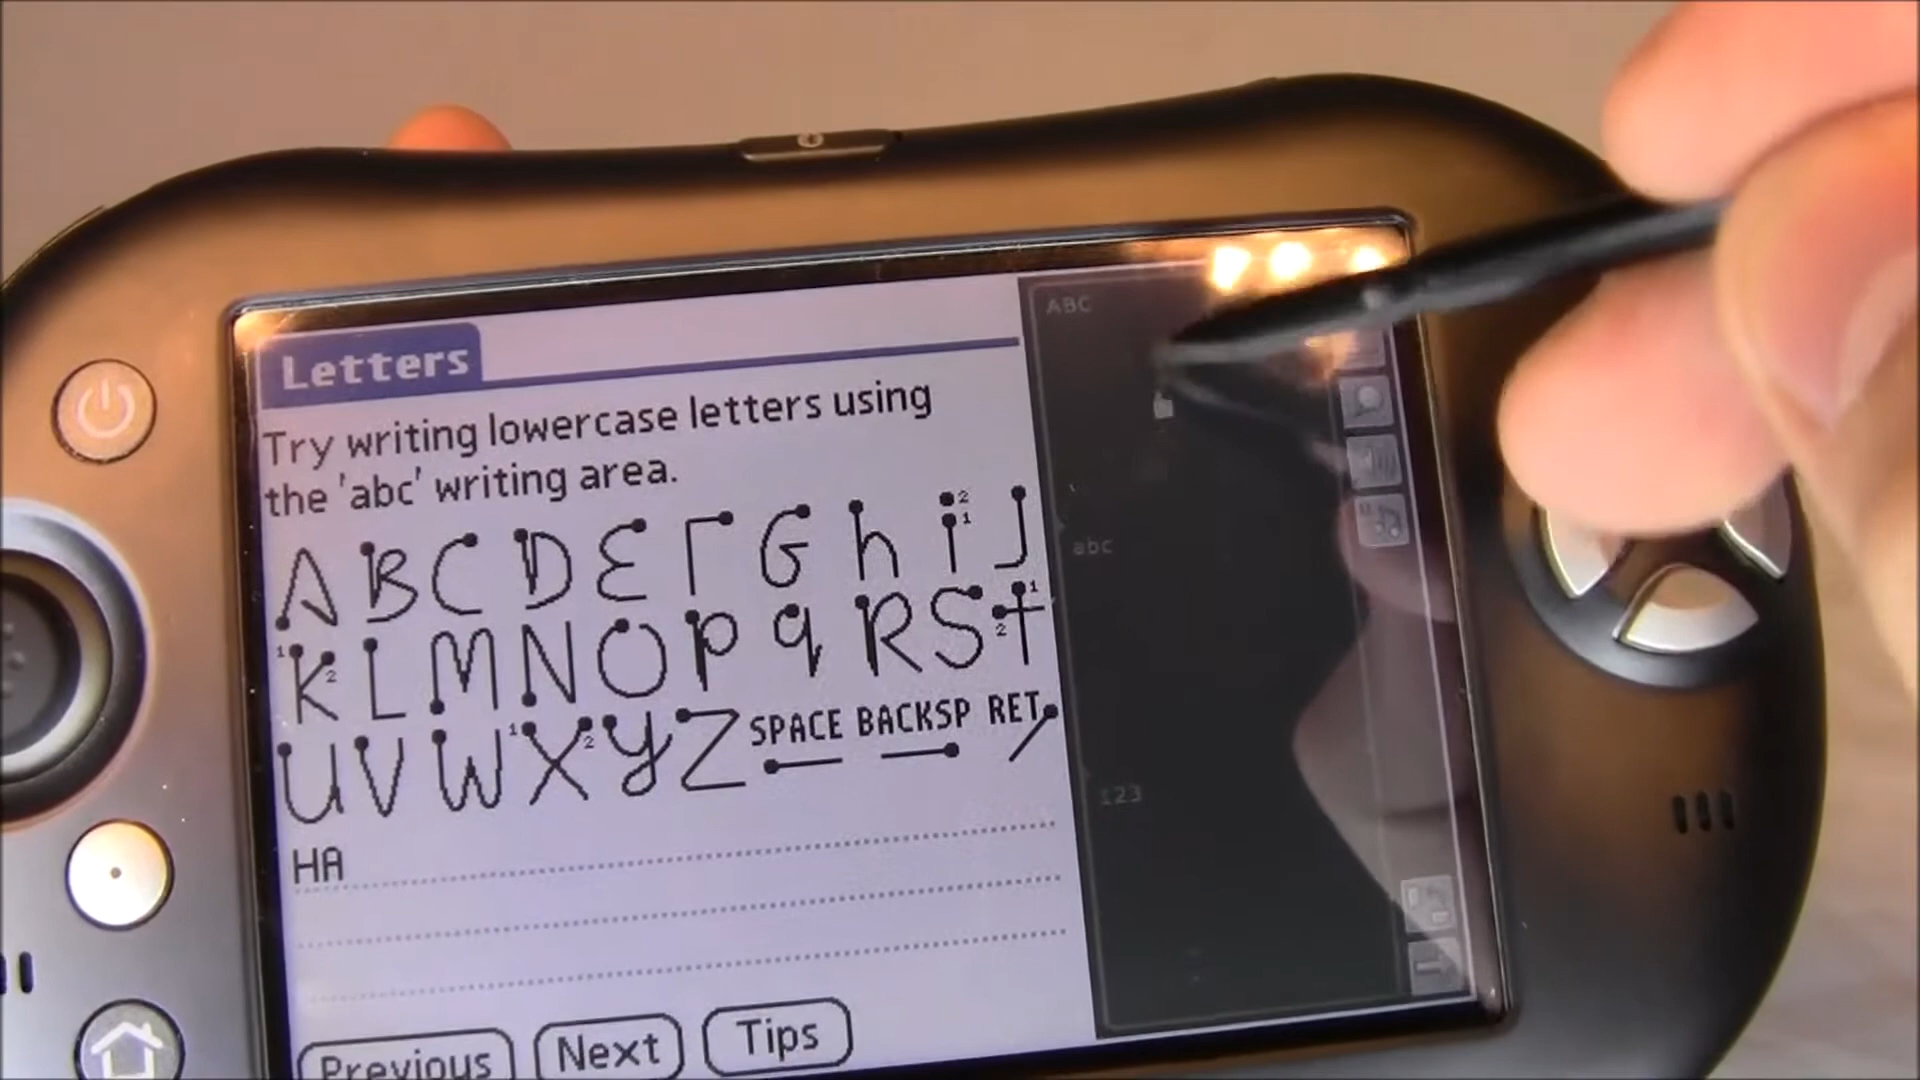 Letters
ABC
Try writing lowercase letters using
the 'abc' writing area.
A B C D E F G h i J
abc
K L M N O P q R S t
U V W X Y Z SPACE BACKSP RET
123
HA
Previous Next Tips